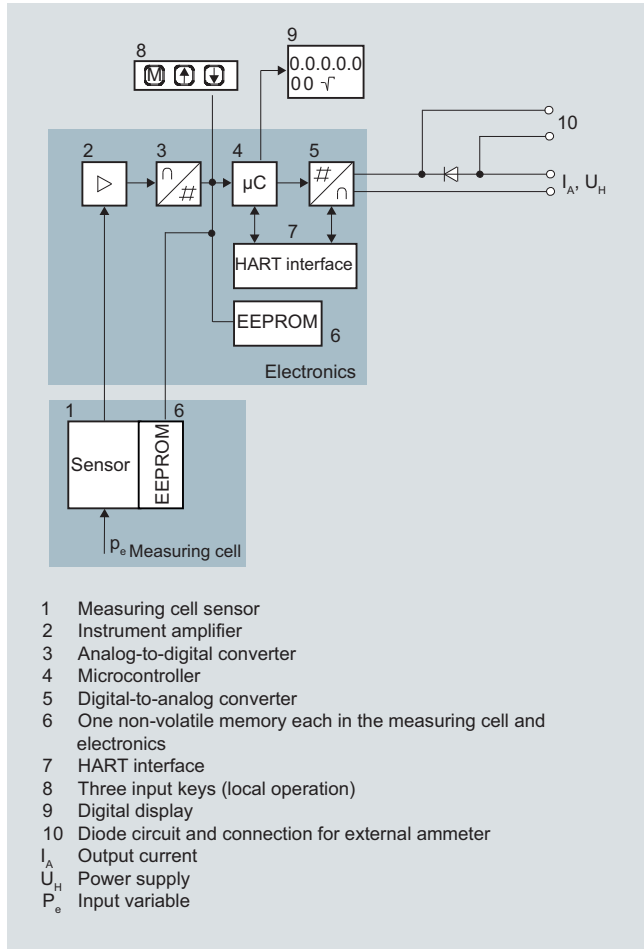 8
M
9
0.0.0.0.0
00 √
10
2
3
4
5
∩
#
µC
#
∩
I_A, U_H
7
HART interface
EEPROM
6
Electronics
1
6
Sensor
EEPROM
p_e Measuring cell
1 Measuring cell sensor
2 Instrument amplifier
3 Analog-to-digital converter
4 Microcontroller
5 Digital-to-analog converter
6 One non-volatile memory each in the measuring cell and
electronics
7 HART interface
8 Three input keys (local operation)
9 Digital display
10 Diode circuit and connection for external ammeter
I_A Output current
U_H Power supply
P_e Input variable